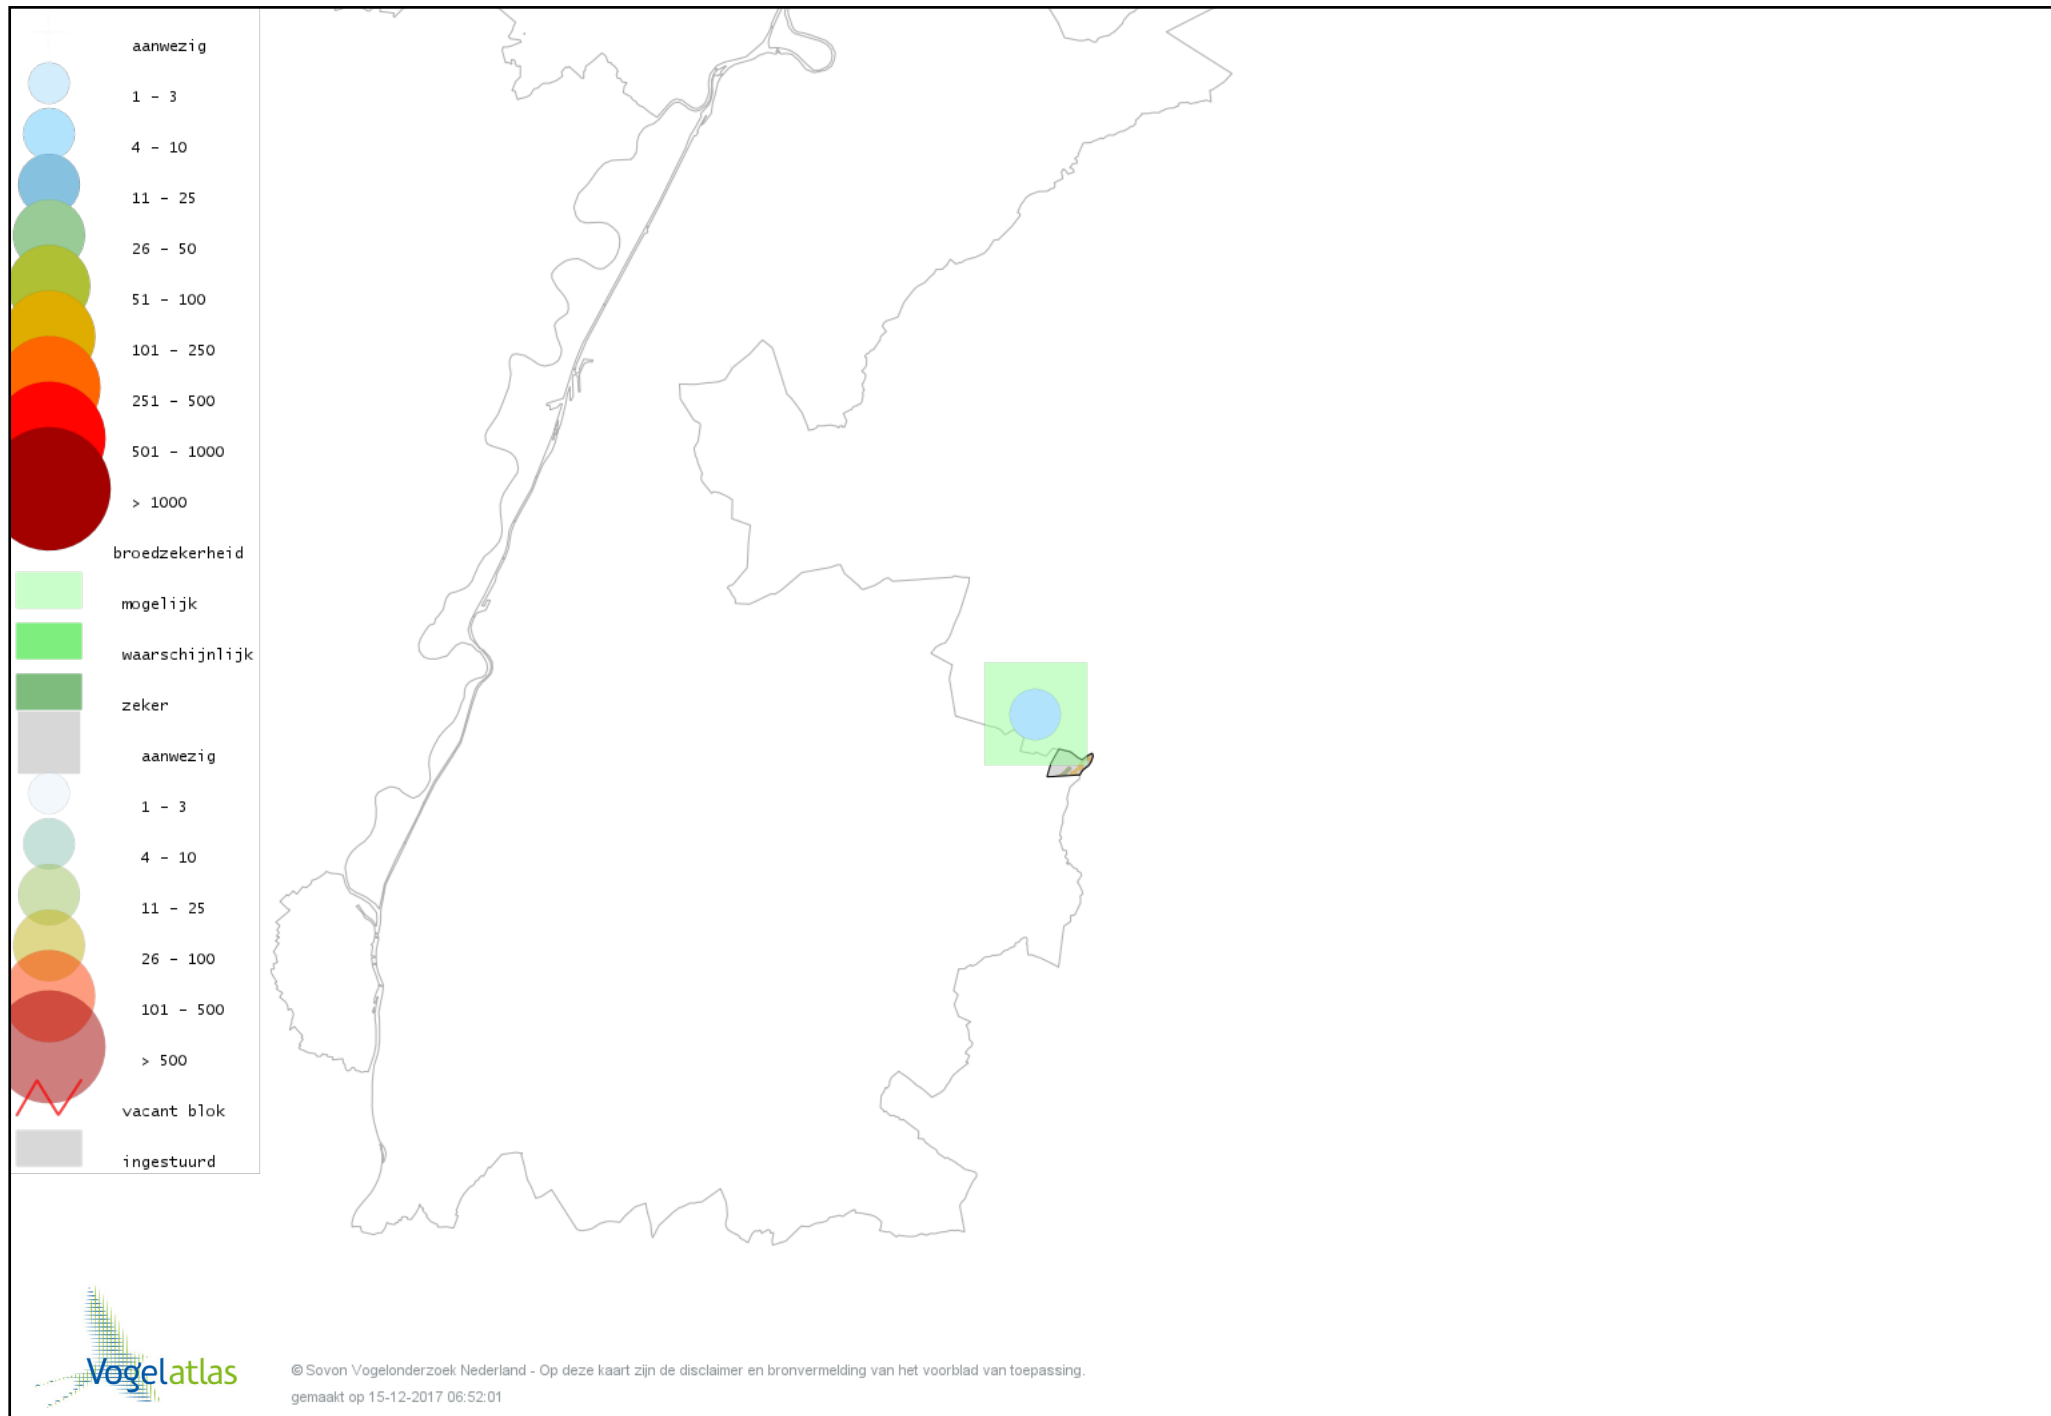 aanwezig
1 - 3
4 - 10
11 - 25
26 - 50
51 - 100
101 - 250
251 - 500
501 - 1000
> 1000
broedzekerheid
mogelijk
waarschijnlijk
zeker
aanwezig
1 - 3
4 - 10
11 - 25
26 - 100
101 - 500
> 500
vacant blok
ingestuurd
Vogelatlas
© Sovon Vogelonderzoek Nederland - Op deze kaart zijn de disclaimer en bronvermelding van het voorblad van toepassing.
gemaakt op 15-12-2017 06:52:01